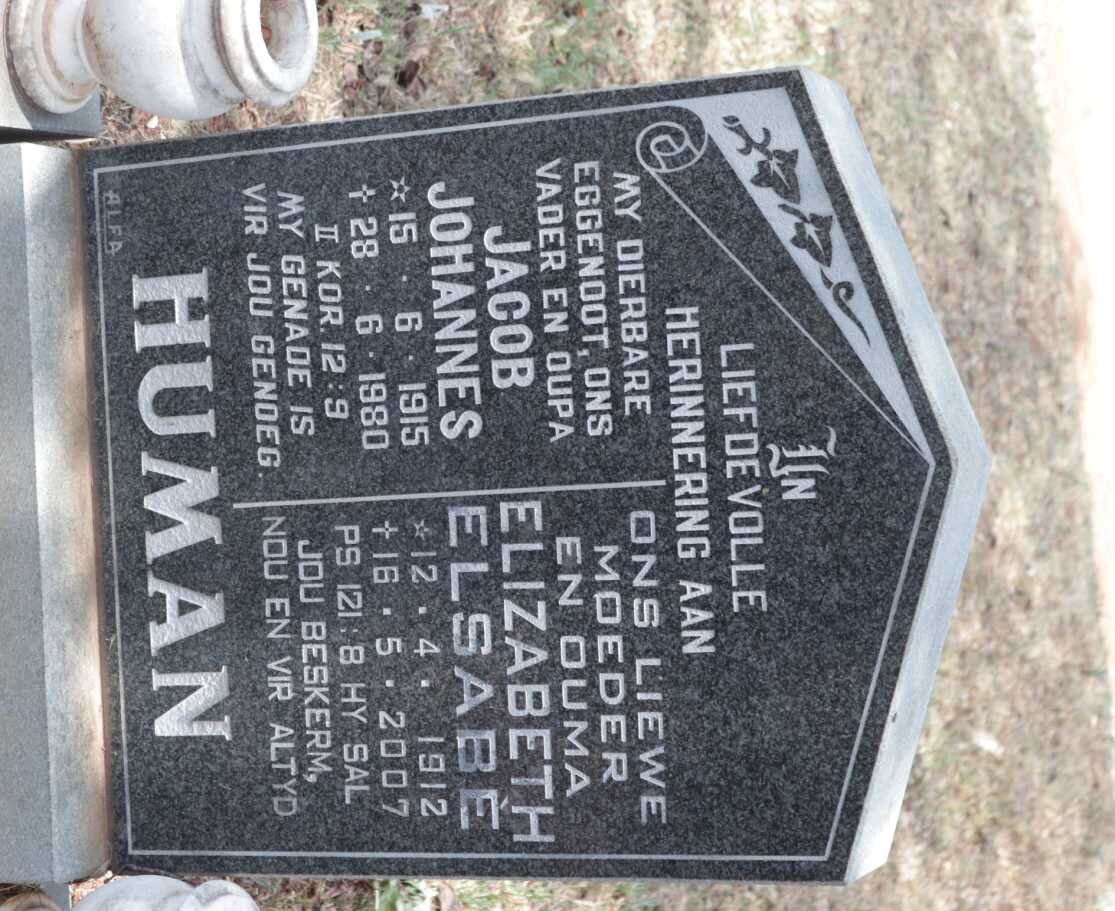 IN
LIEFDEVOLLE
HERINNERING AAN
MY DIERBARE
EGGENOOT, ONS
VADER EN OUPA
JACOB
JOHANNES
☆ 15 . 6 . 1915
✝ 28 . 6 . 1980
II KOR. 12 : 9
MY GENADE IS
VIR JOU GENOEG.
ONS LIEWE
MOEDER
EN OUMA
ELIZABETH
ELSABÉ
☆ 12 . 4 . 1912
✝ 16 . 5 . 2007
PS 121 : 8 HY SAL
JOU BESKERM,
NOU EN VIR ALTYD
HUMAN
ALFA